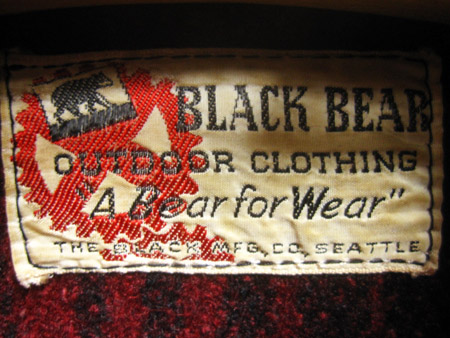 BLACK BEAR
OUTDOOR CLOTHING
"A Bear for Wear"
THE BLACK MFG. CO. SEATTLE